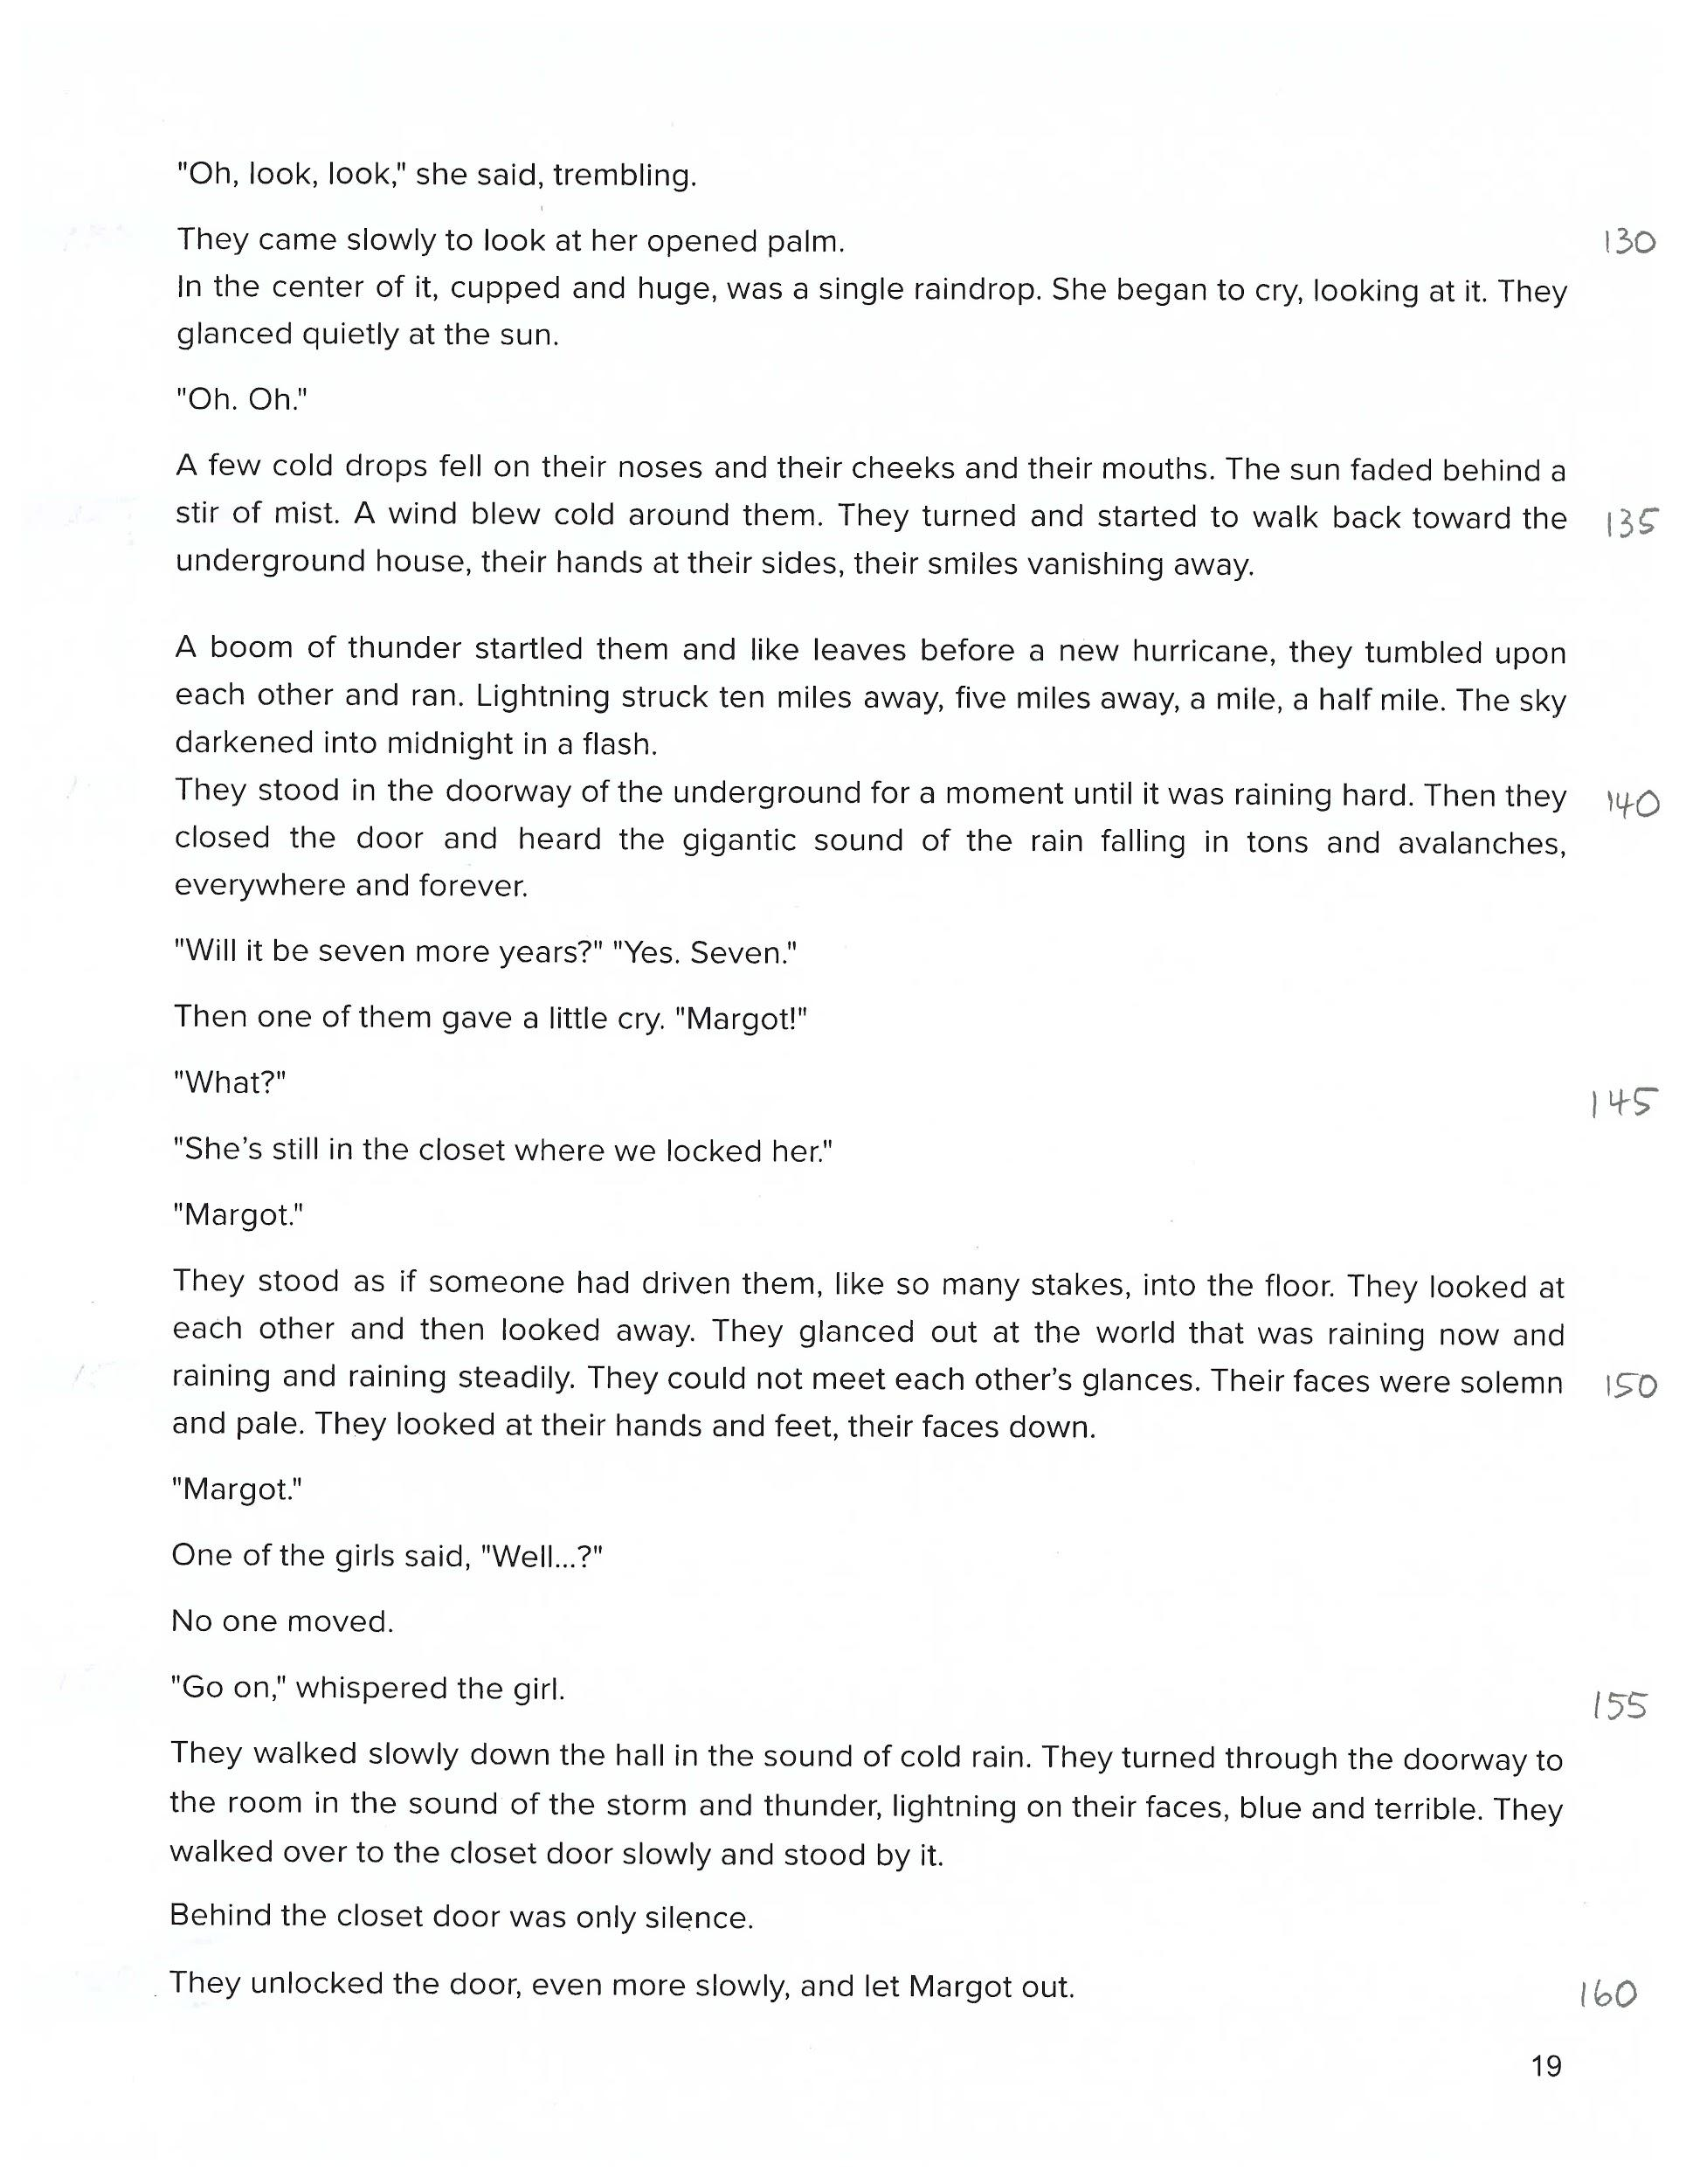 "Oh, look, look," she said, trembling.
They came slowly to look at her opened palm. 130
In the center of it, cupped and huge, was a single raindrop. She began to cry, looking at it. They
glanced quietly at the sun.
"Oh. Oh."
A few cold drops fell on their noses and their cheeks and their mouths. The sun faded behind a
stir of mist. A wind blew cold around them. They turned and started to walk back toward the 135
underground house, their hands at their sides, their smiles vanishing away.
A boom of thunder startled them and like leaves before a new hurricane, they tumbled upon
each other and ran. Lightning struck ten miles away, five miles away, a mile, a half mile. The sky
darkened into midnight in a flash.
They stood in the doorway of the underground for a moment until it was raining hard. Then they 140
closed the door and heard the gigantic sound of the rain falling in tons and avalanches,
everywhere and forever.
"Will it be seven more years?" "Yes. Seven."
Then one of them gave a little cry. "Margot!"
"What?" 145
"She's still in the closet where we locked her."
"Margot."
They stood as if someone had driven them, like so many stakes, into the floor. They looked at
each other and then looked away. They glanced out at the world that was raining now and
raining and raining steadily. They could not meet each other's glances. Their faces were solemn 150
and pale. They looked at their hands and feet, their faces down.
"Margot."
One of the girls said, "Well...?"
No one moved.
"Go on," whispered the girl. 155
They walked slowly down the hall in the sound of cold rain. They turned through the doorway to
the room in the sound of the storm and thunder, lightning on their faces, blue and terrible. They
walked over to the closet door slowly and stood by it.
Behind the closet door was only silence.
They unlocked the door, even more slowly, and let Margot out. 160
19